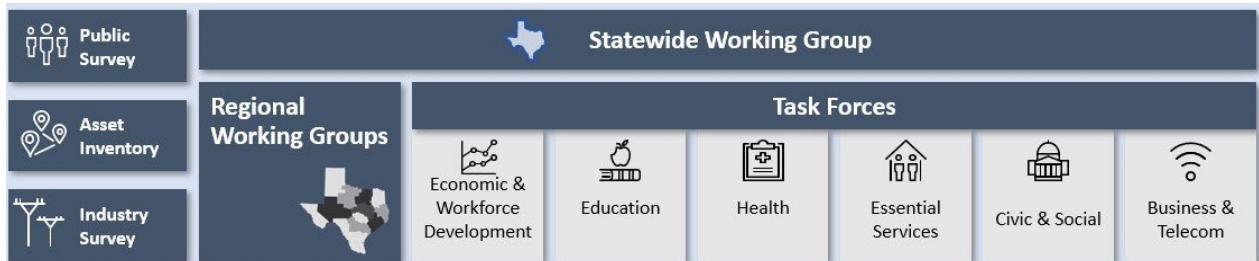 Public
Survey
Asset
Inventory
Industry
Survey
Statewide Working Group
Regional
Working Groups
Task Forces
Economic &
Workforce
Development
Education
Health
Essential
Services
Civic & Social
Business &
Telecom